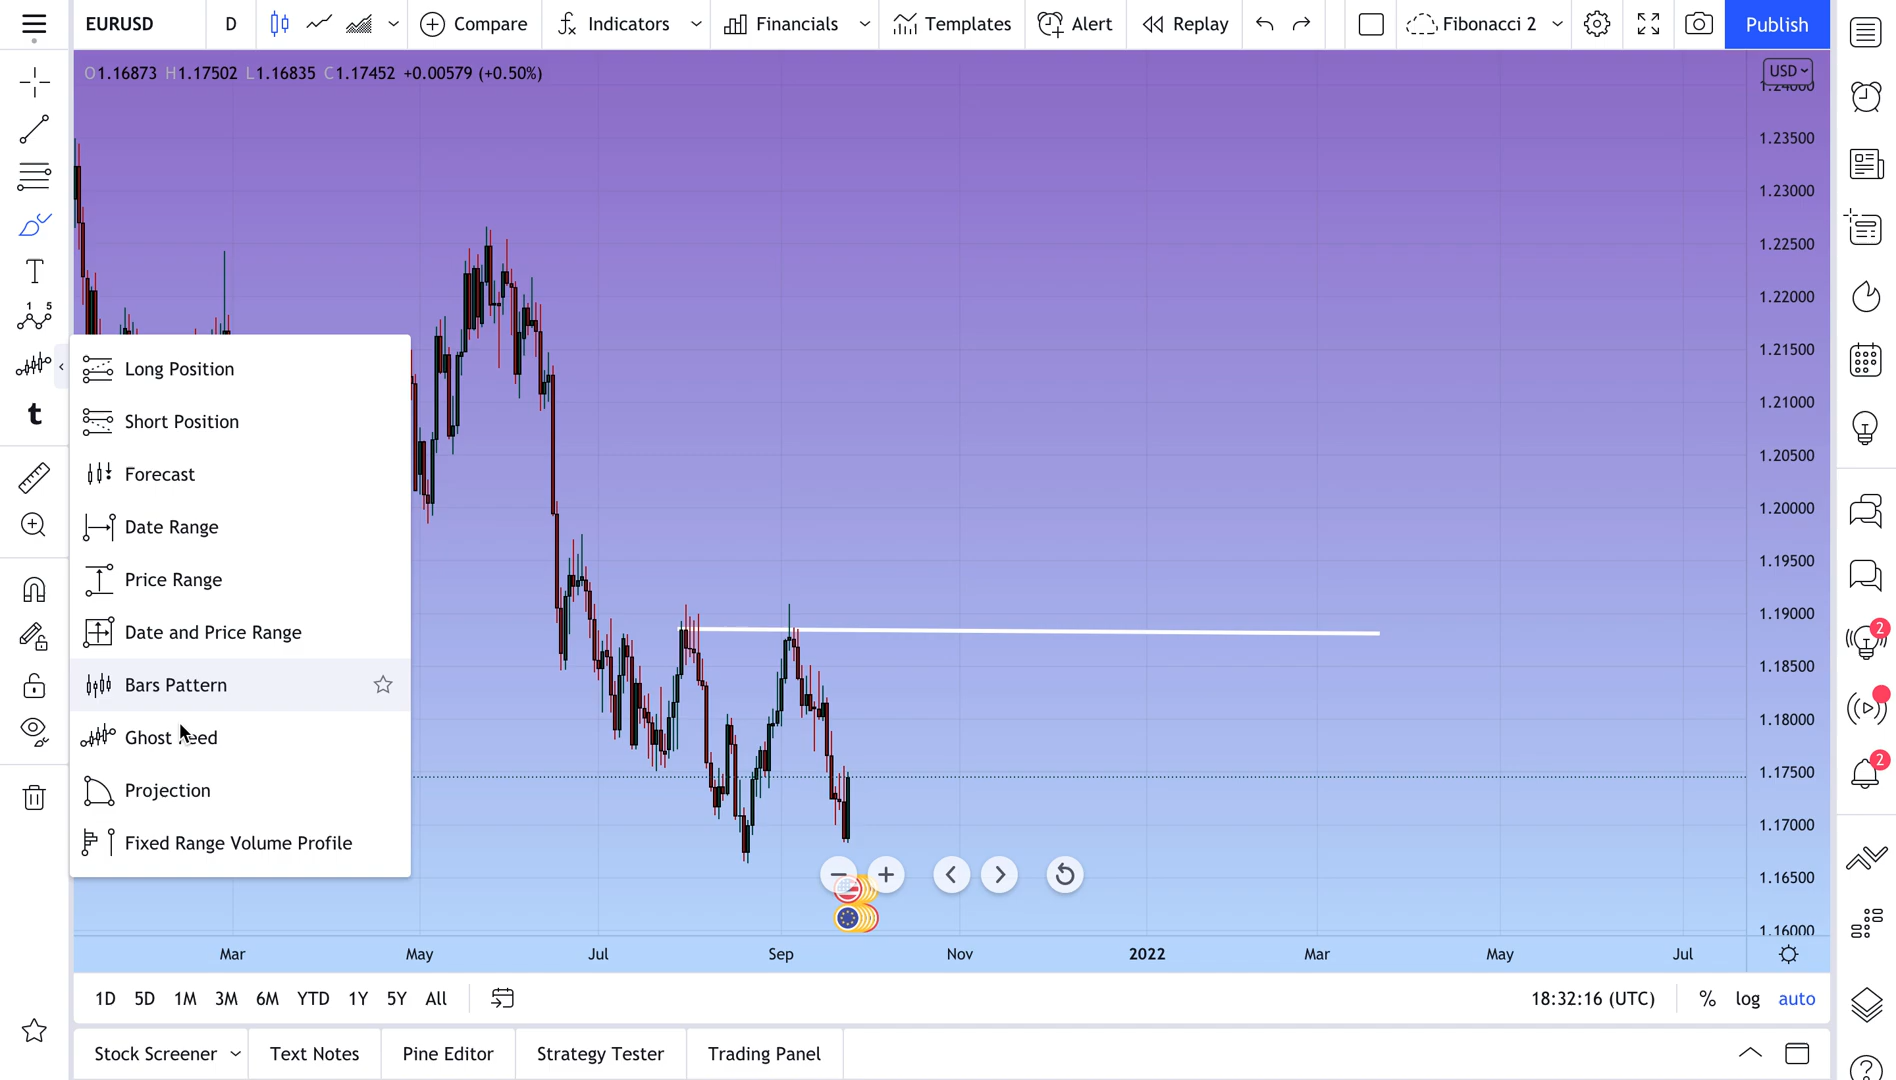 EURUSD D Compare Indicators Financials Templates Alert Replay Fibonacci 2 Publish
O1.16873 H1.17502 L1.16835 C1.17452 +0.00579 (+0.50%)
USD
1.24000
1.23500
1.23000
1.22500
1.22000
1.21500
1.21000
1.20500
1.20000
1.19500
1.19000
1.18500
1.18000
1.17500
1.17000
1.16500
1.16000
T
1 5
t
Long Position
Short Position
Forecast
Date Range
Price Range
Date and Price Range
Bars Pattern
Ghost Feed
Projection
Fixed Range Volume Profile
2
2
Mar May Jul Sep Nov 2022 Mar May Jul
1D 5D 1M 3M 6M YTD 1Y 5Y All 18:32:16 (UTC) % log auto
Stock Screener Text Notes Pine Editor Strategy Tester Trading Panel